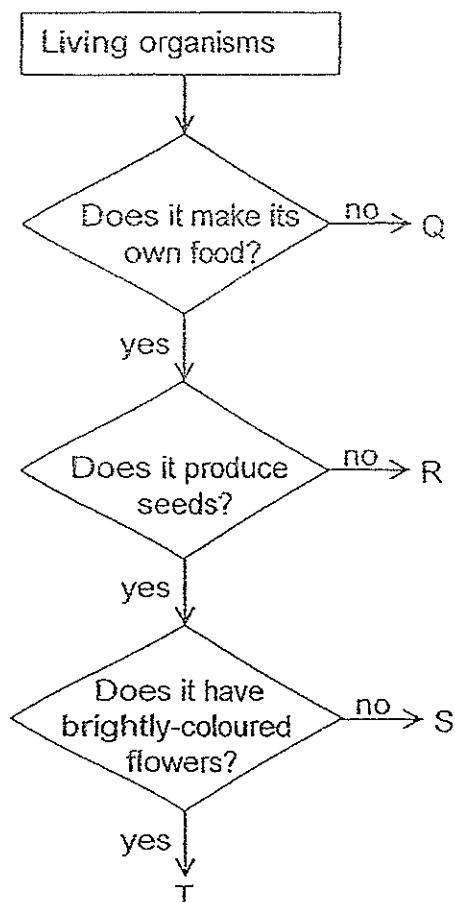 Living organisms
Does it make its
own food?
no
Q
yes
Does it produce
seeds?
no
R
yes
Does it have
brightly-coloured
flowers?
no
S
yes
T